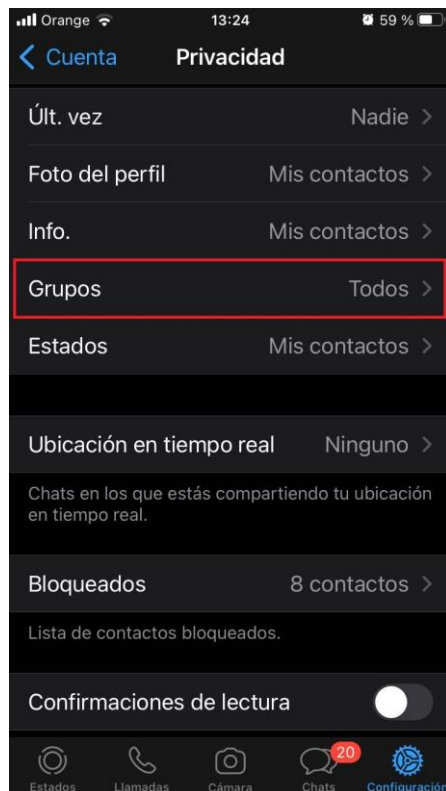 Orange 13:24 59 %
Cuenta Privacidad
Últ. vez Nadie
Foto del perfil Mis contactos
Info. Mis contactos
Grupos Todos
Estados Mis contactos
Ubicación en tiempo real Ninguno
Chats en los que estás compartiendo tu ubicación
en tiempo real.
Bloqueados 8 contactos
Lista de contactos bloqueados.
Confirmaciones de lectura
20
Estados Llamadas Cámara Chats Configuración